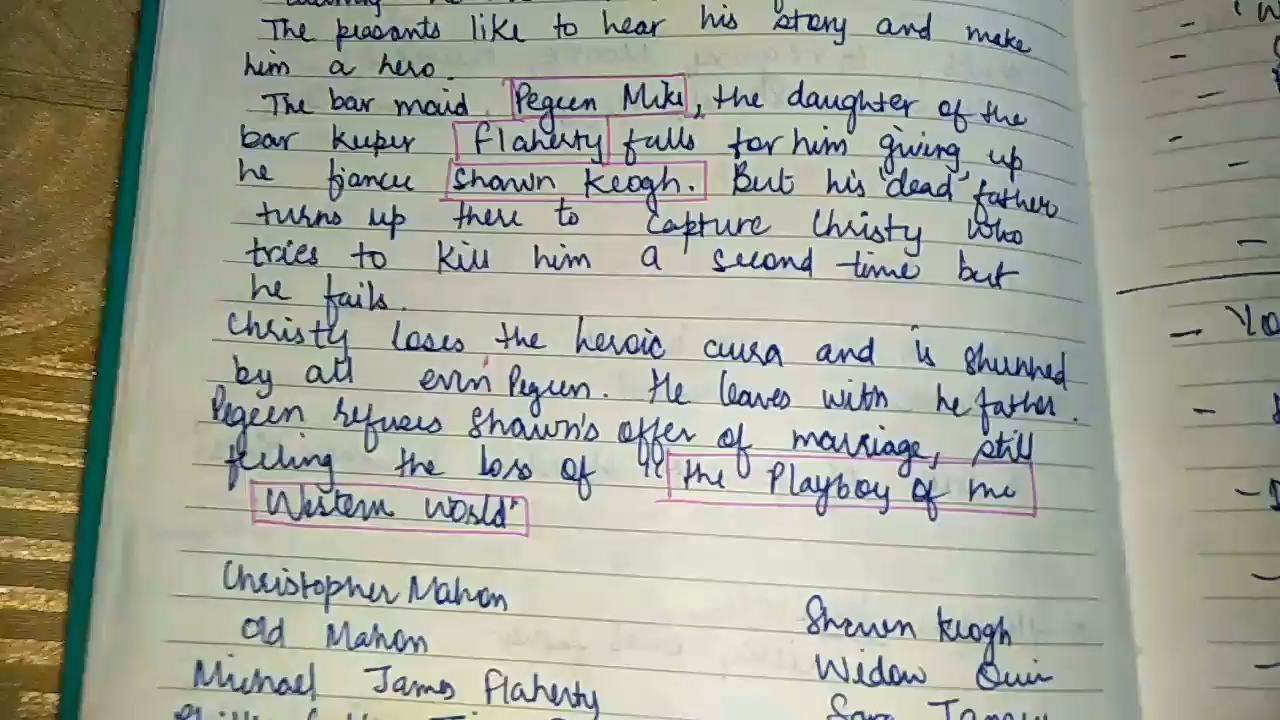 The peasants like to hear his story and make
him a hero.
The bar maid Pegeen Mike, the daughter of the
bar keeper Flaherty falls for him giving up
he fiancee Shawn Keogh. But his 'dead' father
turns up there to capture Christy who
tries to kill him a second time but
he fails.
Christy loses the heroic aura and is shunned
by all even Pegeen. He leaves with he father.
Pegeen refuses Shawn's offer of marriage, still
feeling the loss of "the Playboy of the
Western World"
Christopher Mahon
Old Mahon
Michael James Flaherty
Shawn Keogh
Widow Quin